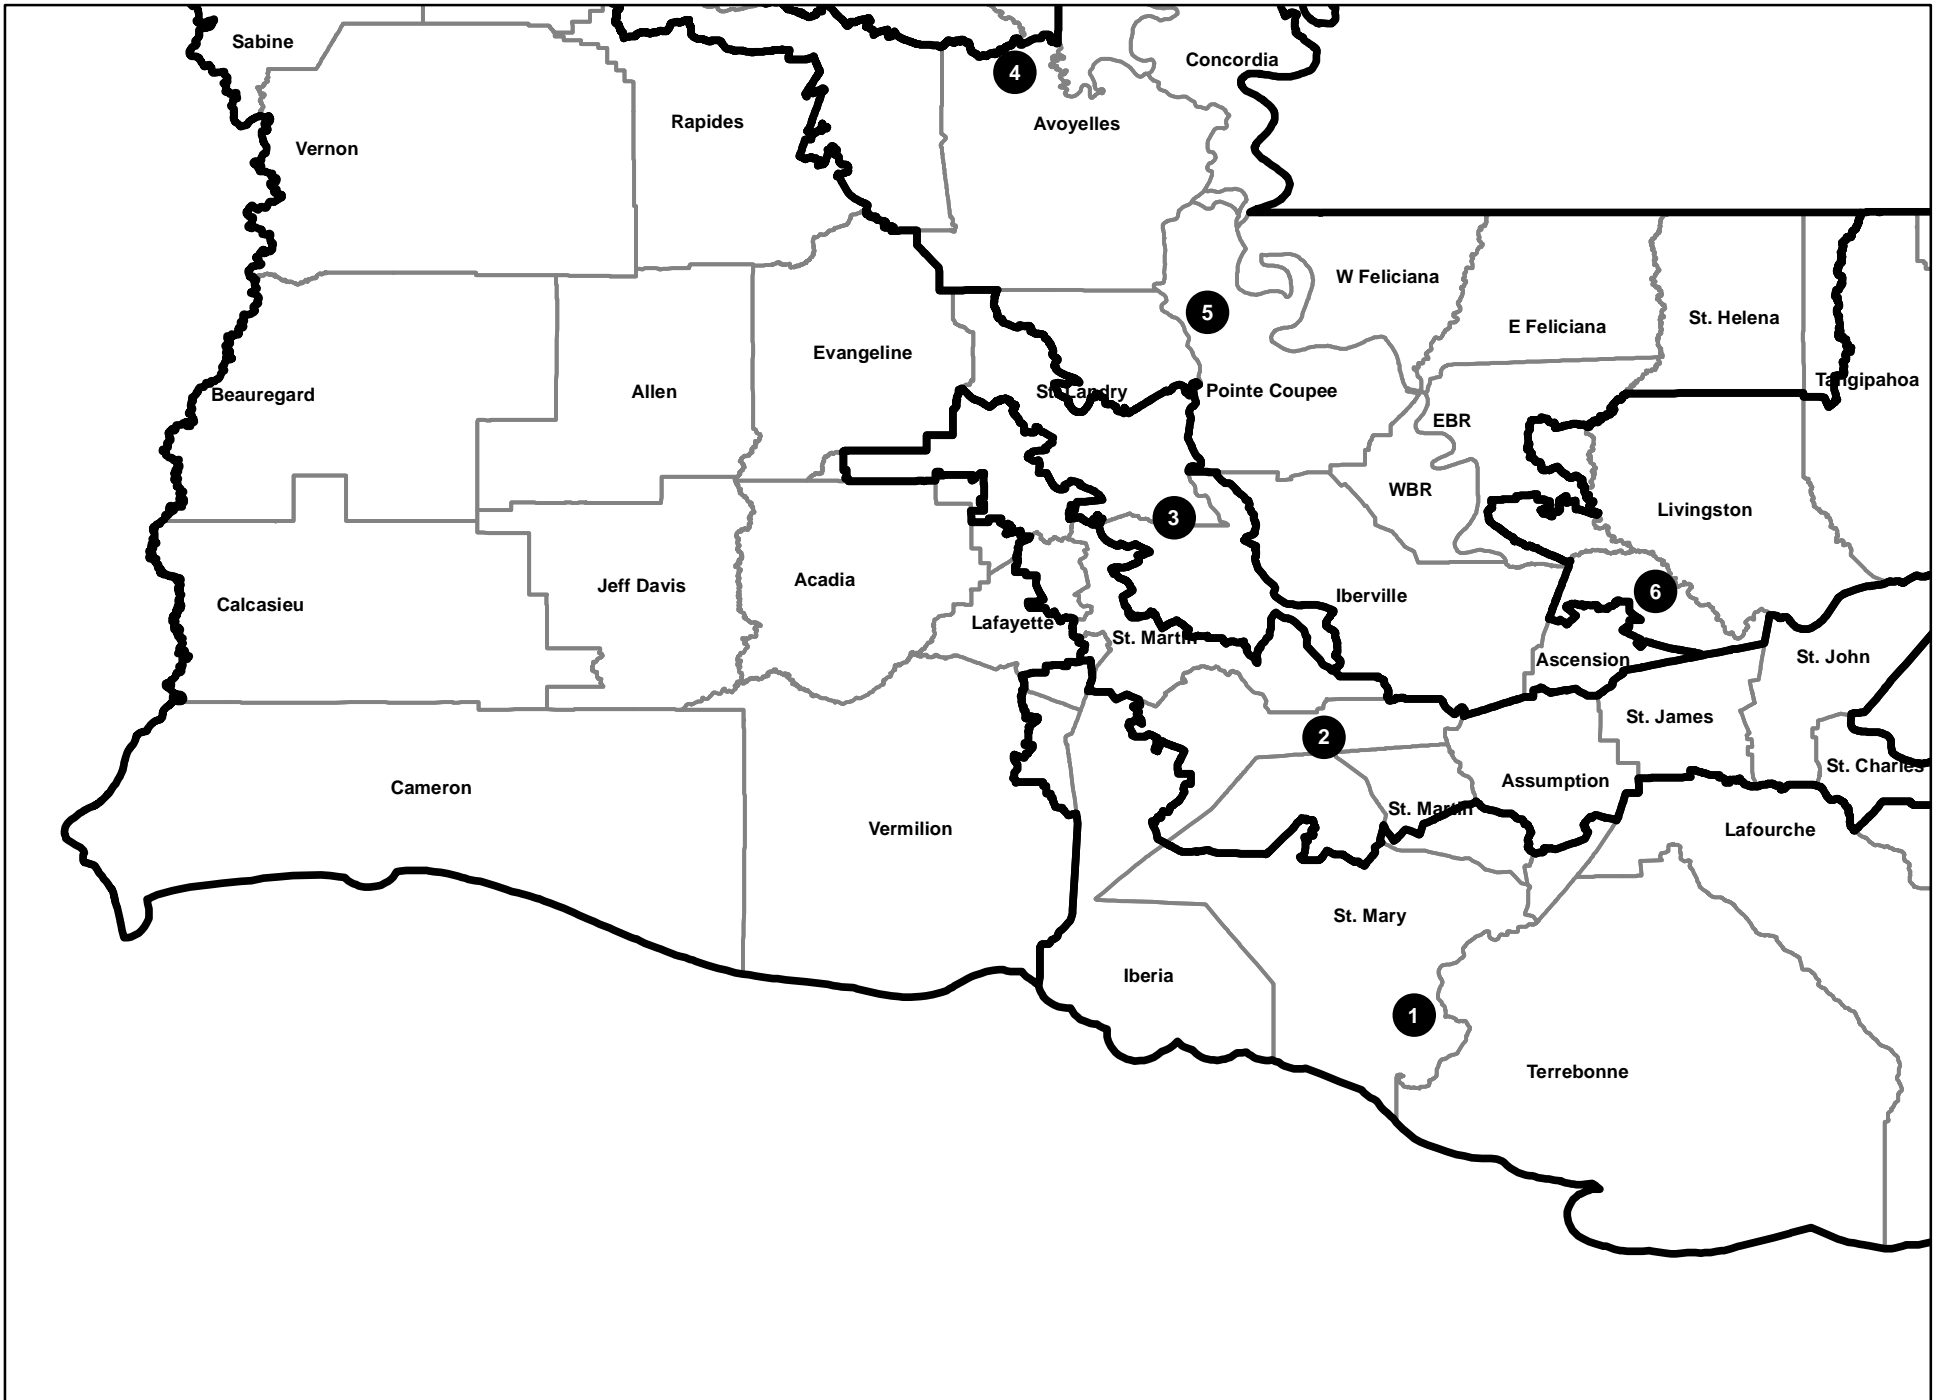 Sabine
Concordia
4
Rapides
Avoyelles
Vernon
W Feliciana
5
St. Helena
E Feliciana
Evangeline
Tangipahoa
Beauregard
Allen
St. Landry
Pointe Coupee
EBR
WBR
Livingston
3
Acadia
Jeff Davis
6
Iberville
Calcasieu
Lafayette
St. Martin
Ascension
St. John
St. James
2
St. Charles
Assumption
Cameron
St. Martin
Vermilion
Lafourche
St. Mary
Iberia
1
Terrebonne